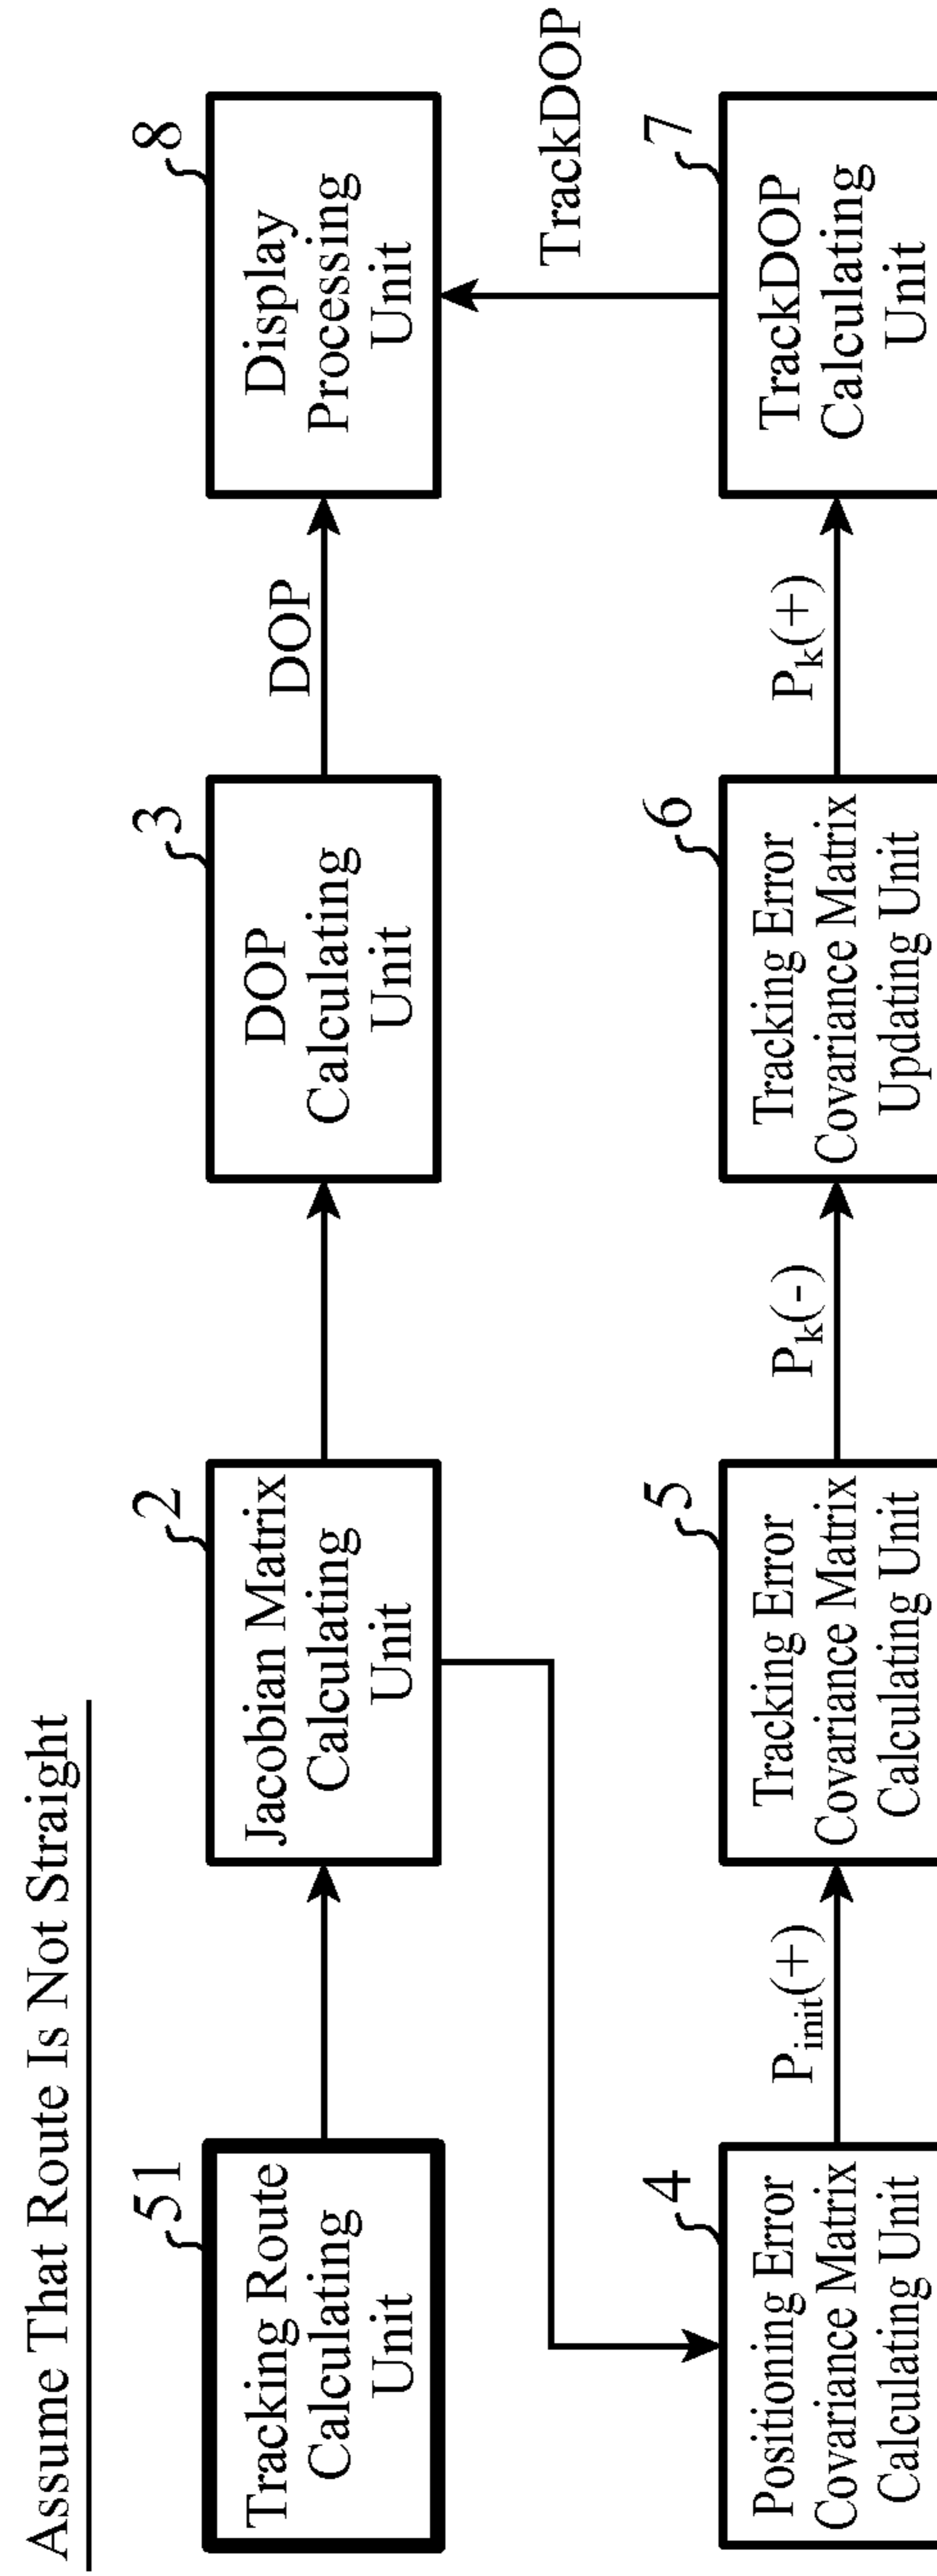 Assume That Route Is Not Straight
51
Tracking Route
Calculating
Unit
2
Jacobian Matrix
Calculating
Unit
3
DOP
Calculating
Unit
DOP
8
Display
Processing
Unit
TrackDOP
4
Positioning Error
Covariance Matrix
Calculating Unit
Pinit(+)
5
Tracking Error
Covariance Matrix
Calculating Unit
Pk(-)
6
Tracking Error
Covariance Matrix
Updating Unit
Pk(+)
7
TrackDOP
Calculating
Unit